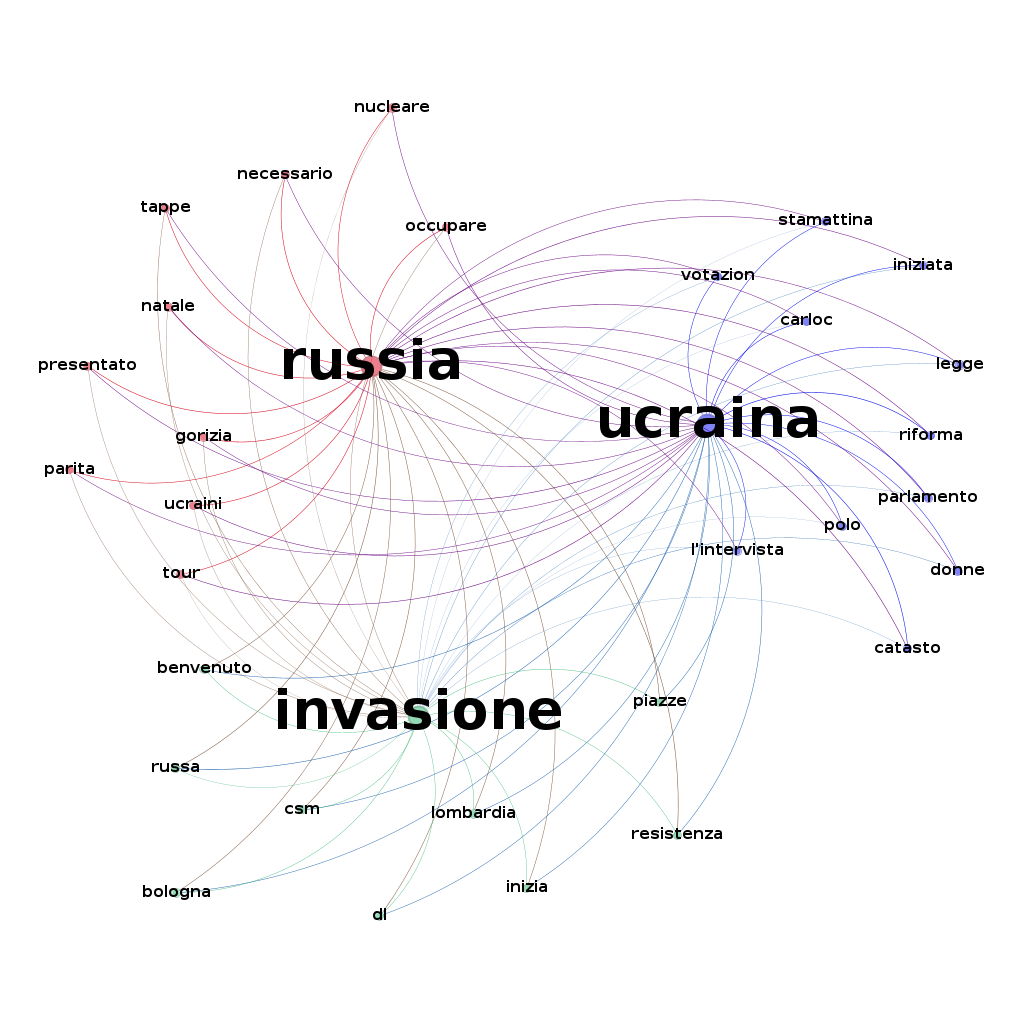 nucleare
necessario
tappe
stamattina
occupare
iniziata
votazion
natale
carloc
russia
presentato
legge
ucraina
gorizia
riforma
parita
parlamento
ucraini
polo
l'intervista
donne
tour
catasto
benvenuto
piazze
invasione
russa
csm
lombardia
resistenza
inizia
bologna
dl